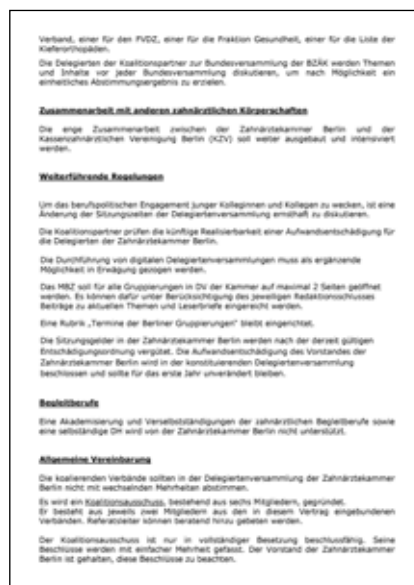 Verband, einer für den FVDZ, einer für die Fraktion Gesundheit, einer für die Liste der
Kieferorthopäden.
Die Delegierten der Koalitionspartner zur Bundesversammlung der BZÄK werden Themen
und Inhalte vor jeder Bundesversammlung diskutieren, um nach Möglichkeit ein
einheitliches Abstimmungsergebnis zu erzielen.
Zusammenarbeit mit anderen zahnärztlichen Körperschaften
Die enge Zusammenarbeit zwischen der Zahnärztekammer Berlin und der
Kassenzahnärztlichen Vereinigung Berlin (KZV) soll weiter ausgebaut und intensiviert
werden.
Weiterführende Regelungen
Um das berufspolitischen Engagement junger Kolleginnen und Kollegen zu wecken, ist eine
Änderung der Sitzungszeiten der Delegiertenversammlung ernsthaft zu diskutieren.
Die Koalitionspartner prüfen die künftige Realisierbarkeit einer Aufwandsentschädigung für
die Delegierten der Zahnärztekammer Berlin.
Die Durchführung von digitalen Delegiertenversammlungen muss als ergänzende
Möglichkeit in Erwägung gezogen werden.
Das MBZ soll für alle Gruppierungen in DV der Kammer auf maximal 2 Seiten geöffnet
werden. Es können dafür unter Berücksichtigung des jeweiligen Redaktionsschlusses
Beiträge zu aktuellen Themen und Leserbriefe eingereicht werden.
Eine Rubrik „Termine der Berliner Gruppierungen" bleibt eingerichtet.
Die Sitzungsgelder in der Zahnärztekammer Berlin werden nach der derzeit gültigen
Entschädigungsordnung vergütet. Die Aufwandsentschädigung des Vorstandes der
Zahnärztekammer Berlin wird in der konstituierenden Delegiertenversammlung
beschlossen und sollte für das erste Jahr unverändert bleiben.
Begleitberufe
Eine Akademisierung und Verselbstständigungen der zahnärztlichen Begleitberufe sowie
eine selbständige DH wird von der Zahnärztekammer Berlin nicht unterstützt.
Allgemeine Vereinbarung
Die koalierenden Verbände sollten in der Delegiertenversammlung der Zahnärztekammer
Berlin nicht mit wechselnden Mehrheiten abstimmen.
Es wird ein Koalitionsausschuss, bestehend aus sechs Mitgliedern, gegründet.
Er besteht aus jeweils zwei Mitgliedern aus den in diesem Vertrag eingebundenen
Verbänden. Referatsleiter können beratend hinzu gebeten werden.
Der Koalitionsausschuss ist nur in vollständiger Besetzung beschlussfähig. Seine
Beschlüsse werden mit einfacher Mehrheit gefasst. Der Vorstand der Zahnärztekammer
Berlin ist gehalten, diese Beschlüsse zu beachten.